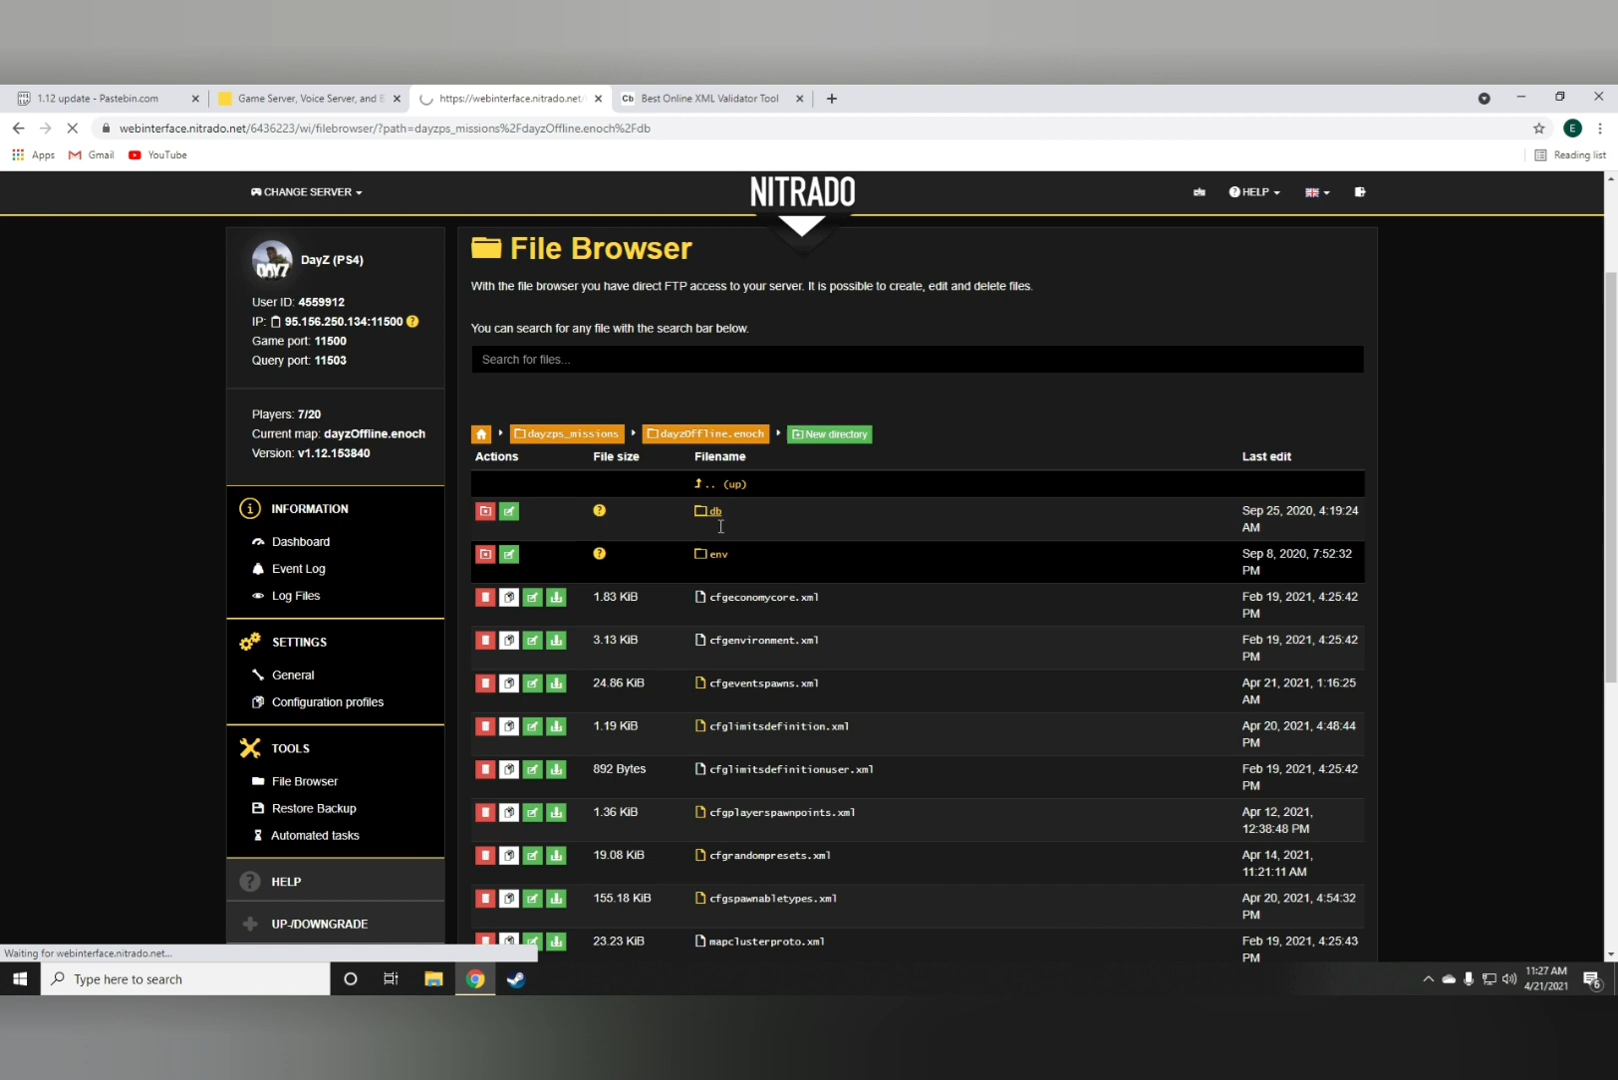 1.12 update - Pastebin.com
Game Server, Voice Server, and E
https://webinterface.nitrado.net/
Cb Best Online XML Validator Tool
webinterface.nitrado.net/6436223/wi/filebrowser/?path=dayzps_missions%2FdayzOffline.enoch%2Fdb
E
Apps Gmail YouTube
Reading list
CHANGE SERVER
NITRADO
HELP
DAYZ
DayZ (PS4)
User ID: 4559912
IP: 95.156.250.134:11500
Game port: 11500
Query port: 11503
Players: 7/20
Current map: dayzOffline.enoch
Version: v1.12.153840
INFORMATION
Dashboard
Event Log
Log Files
SETTINGS
General
Configuration profiles
TOOLS
File Browser
Restore Backup
Automated tasks
HELP
UP-/DOWNGRADE
File Browser
With the file browser you have direct FTP access to your server. It is possible to create, edit and delete files.
You can search for any file with the search bar below.
Search for files...
dayzps_missions dayzOffline.enoch New directory
Actions File size Filename Last edit
.. (up)
db Sep 25, 2020, 4:19:24
AM
env Sep 8, 2020, 7:52:32
PM
1.83 KiB cfgeconomycore.xml Feb 19, 2021, 4:25:42
PM
3.13 KiB cfgenvironment.xml Feb 19, 2021, 4:25:42
PM
24.86 KiB cfgeventspawns.xml Apr 21, 2021, 1:16:25
AM
1.19 KiB cfglimitsdefinition.xml Apr 20, 2021, 4:48:44
PM
892 Bytes cfglimitsdefinitionuser.xml Feb 19, 2021, 4:25:42
PM
1.36 KiB cfgplayerspawnpoints.xml Apr 12, 2021,
12:38:48 PM
19.08 KiB cfgrandompresets.xml Apr 14, 2021,
11:21:11 AM
155.18 KiB cfgspawnabletypes.xml Apr 20, 2021, 4:54:32
PM
23.23 KiB mapclusterproto.xml Feb 19, 2021, 4:25:43
PM
Waiting for webinterface.nitrado.net...
Type here to search
11:27 AM
4/21/2021
6